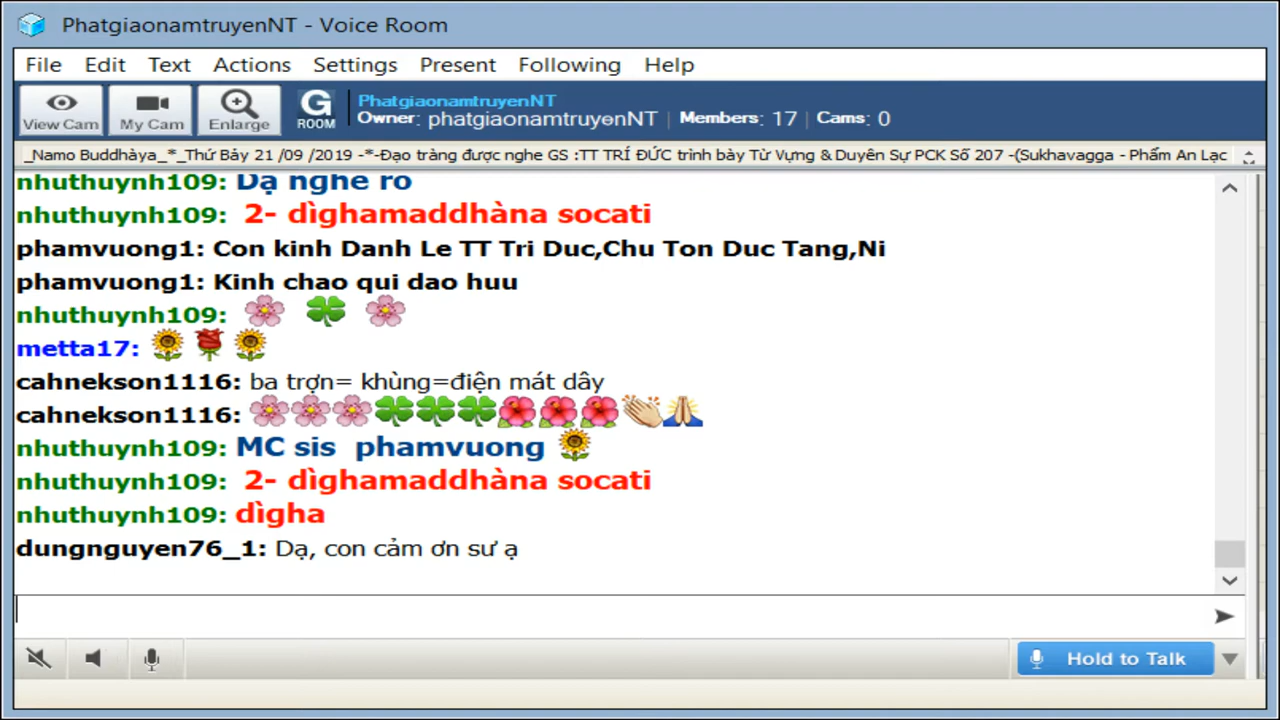 PhatgiaonamtruyenNT - Voice Room
File Edit Text Actions Settings Present Following Help
View Cam My Cam Enlarge G ROOM PhatgiaonamtruyenNT
Owner: phatgiaonamtruyenNT | Members: 17 | Cams: 0
_Namo Buddhàya_*_Thứ Bảy 21 /09 /2019 -*-Đạo tràng được nghe GS :TT TRÍ ĐỨC trình bày Từ Vựng & Duyên Sự PCK Số 207 -(Sukhavagga - Phẩm An Lạc
nhuthuynh109: Dạ nghe rõ
nhuthuynh109: 2- dìghamaddhàna socati
phamvuong1: Con kinh Danh Le TT Tri Duc,Chu Ton Duc Tang,Ni
phamvuong1: Kinh chao qui dao huu
nhuthuynh109: 🌸 🍀 🌸
metta17: 🌻🌹🌻
cahnekson1116: ba trợn= khùng=điện mát dây
cahnekson1116: 🌸🌸🌸🍀🍀🍀🌺🌺🌺👏🙏
nhuthuynh109: MC sis phamvuong 🌻
nhuthuynh109: 2- dìghamaddhàna socati
nhuthuynh109: dìgha
dungnguyen76_1: Dạ, con cảm ơn sư ạ
Hold to Talk